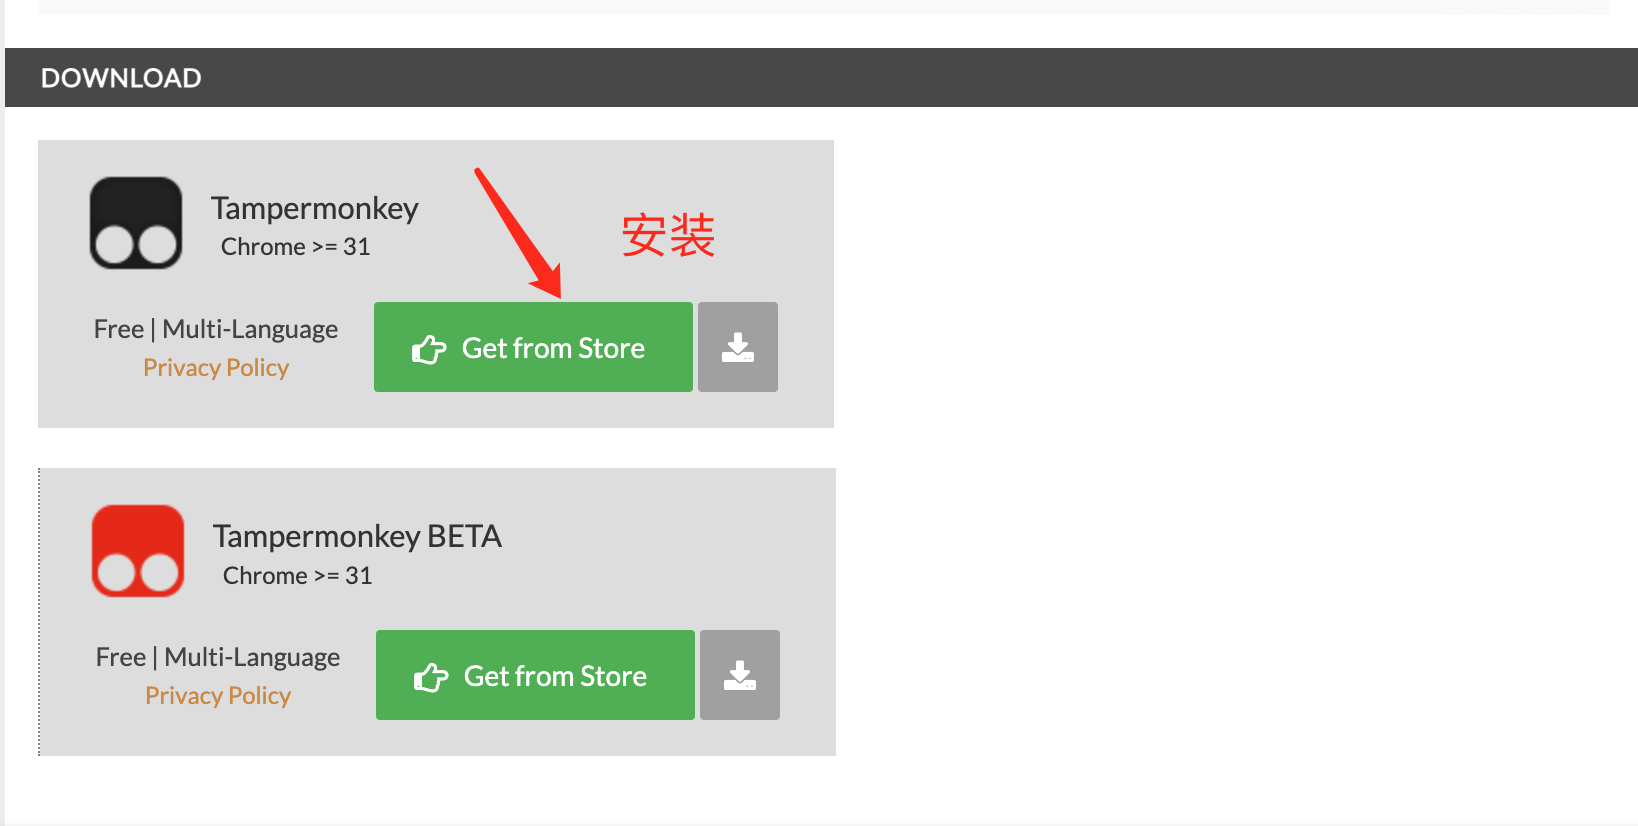 DOWNLOAD
Tampermonkey
Chrome >= 31
安装
Free | Multi-Language
Privacy Policy
Get from Store
Tampermonkey BETA
Chrome >= 31
Free | Multi-Language
Privacy Policy
Get from Store